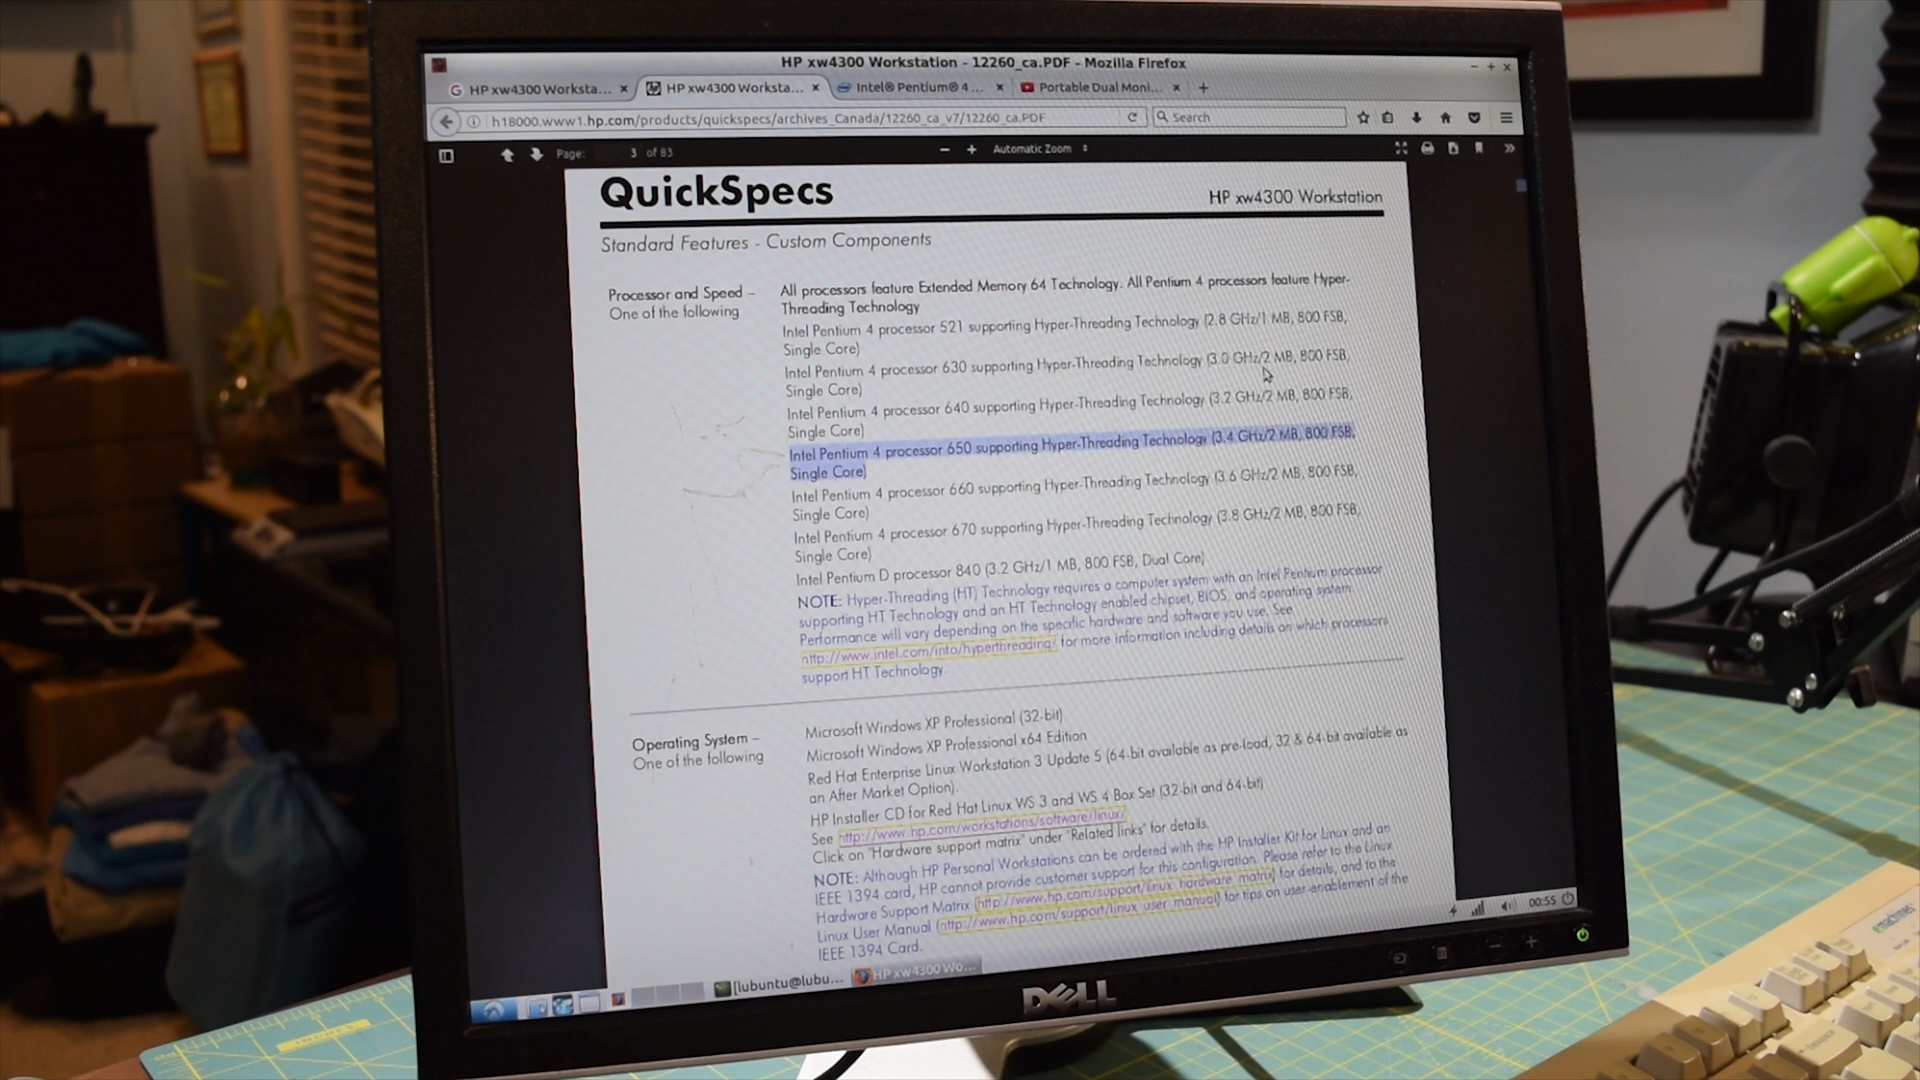 HP xw4300 Workstation - 12260_ca.PDF - Mozilla Firefox
HP xw4300 Worksta...
HP xw4300 Worksta...
Intel® Pentium® 4 ...
Portable Dual Moni...
h18000.www1.hp.com/products/quickspecs/archives_Canada/12260_ca_v7/12260_ca.PDF
Search
Page: 3 of 83
Automatic Zoom
QuickSpecs
HP xw4300 Workstation
Standard Features - Custom Components
Processor and Speed –
One of the following
All processors feature Extended Memory 64 Technology. All Pentium 4 processors feature Hyper-
Threading Technology
Intel Pentium 4 processor 521 supporting Hyper-Threading Technology (2.8 GHz/1 MB, 800 FSB,
Single Core)
Intel Pentium 4 processor 630 supporting Hyper-Threading Technology (3.0 GHz/2 MB, 800 FSB,
Single Core)
Intel Pentium 4 processor 640 supporting Hyper-Threading Technology (3.2 GHz/2 MB, 800 FSB,
Single Core)
Intel Pentium 4 processor 650 supporting Hyper-Threading Technology (3.4 GHz/2 MB, 800 FSB,
Single Core)
Intel Pentium 4 processor 660 supporting Hyper-Threading Technology (3.6 GHz/2 MB, 800 FSB,
Single Core)
Intel Pentium 4 processor 670 supporting Hyper-Threading Technology (3.8 GHz/2 MB, 800 FSB,
Single Core)
Intel Pentium D processor 840 (3.2 GHz/1 MB, 800 FSB, Dual Core)
NOTE: Hyper-Threading (HT) Technology requires a computer system with an Intel Pentium processor
supporting HT Technology and an HT Technology enabled chipset, BIOS, and operating system.
Performance will vary depending on the specific hardware and software you use. See
http://www.intel.com/info/hyperthreading/ for more information including details on which processors
support HT Technology.
Operating System –
One of the following
Microsoft Windows XP Professional (32-bit)
Microsoft Windows XP Professional x64 Edition
Red Hat Enterprise Linux Workstation 3 Update 5 (64-bit available as pre-load, 32 & 64-bit available as
an After Market Option).
HP Installer CD for Red Hat Linux WS 3 and WS 4 Box Set (32-bit and 64-bit)
See http://www.hp.com/workstations/software/linux/
Click on "Hardware support matrix" under "Related links" for details.
NOTE: Although HP Personal Workstations can be ordered with the HP Installer Kit for Linux and an
IEEE 1394 card, HP cannot provide customer support for this configuration. Please refer to the Linux
Hardware Support Matrix (http://www.hp.com/support/linux_hardware_matrix) for details, and to the
Linux User Manual (http://www.hp.com/support/linux_user_manual) for tips on user-enablement of the
IEEE 1394 Card.
[lubuntu@lubu...
HP xw4300 Wo...
00:55
DELL